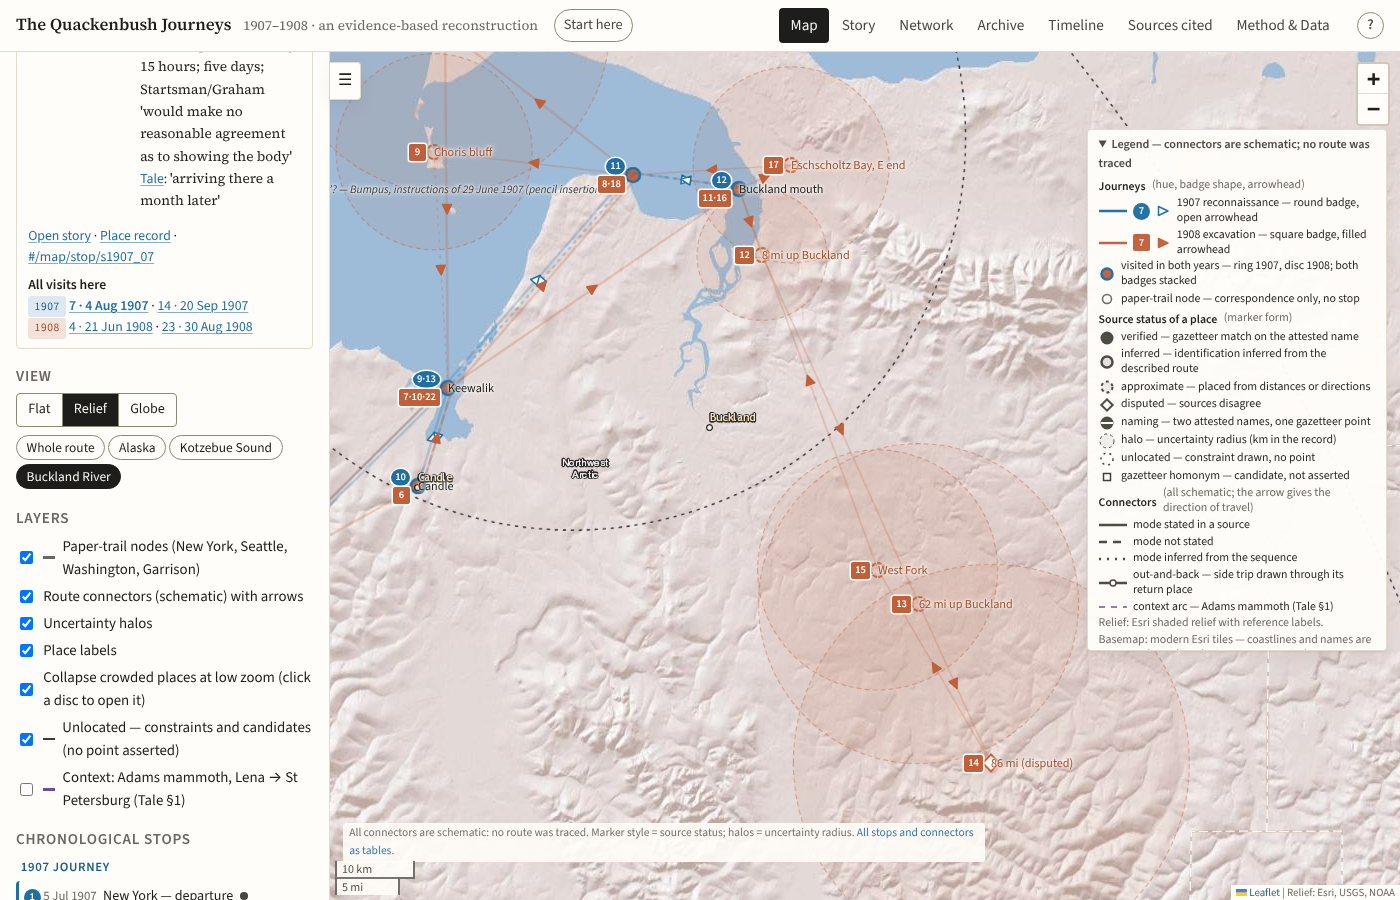 The Quackenbush Journeys 1907–1908 · an evidence-based reconstruction Start here Map Story Network Archive Timeline Sources cited Method & Data ?
15 hours; five days;
Startsman/Graham
'would make no
reasonable agreement
as to showing the body'
Tale: 'arriving there a
month later'
Open story · Place record ·
#/map/stop/s1907_07
All visits here
1907 7 · 4 Aug 1907 · 14 · 20 Sep 1907
1908 4 · 21 Jun 1908 · 23 · 30 Aug 1908
VIEW
Flat Relief Globe
Whole route Alaska Kotzebue Sound
Buckland River
LAYERS
Paper-trail nodes (New York, Seattle,
Washington, Garrison)
Route connectors (schematic) with arrows
Uncertainty halos
Place labels
Collapse crowded places at low zoom (click
a disc to open it)
Unlocated — constraints and candidates
(no point asserted)
Context: Adams mammoth, Lena → St
Petersburg (Tale §1)
CHRONOLOGICAL STOPS
1907 JOURNEY
1 5 Jul 1907 New York — departure
☰
9 Choris bluff
11
8·18
17 Eschscholtz Bay, E end
12
11·16
Buckland mouth
? — Bumpus, instructions of 29 June 1907 (pencil insertion
12 8 mi up Buckland
9·13
7·10·22
Keewalik
Buckland
Northwest
Arctic
10
6
Candle
Candle
15 West Fork
13 62 mi up Buckland
14 86 mi (disputed)
+
−
▼ Legend — connectors are schematic; no route was
traced
Journeys (hue, badge shape, arrowhead)
7 1907 reconnaissance — round badge,
open arrowhead
7 1908 excavation — square badge, filled
arrowhead
visited in both years — ring 1907, disc 1908; both
badges stacked
paper-trail node — correspondence only, no stop
Source status of a place (marker form)
verified — gazetteer match on the attested name
inferred — identification inferred from the
described route
approximate — placed from distances or directions
disputed — sources disagree
naming — two attested names, one gazetteer point
halo — uncertainty radius (km in the record)
unlocated — constraint drawn, no point
gazetteer homonym — candidate, not asserted
Connectors (all schematic; the arrow gives the
direction of travel)
mode stated in a source
mode not stated
mode inferred from the sequence
out-and-back — side trip drawn through its
return place
context arc — Adams mammoth (Tale §1)
Relief: Esri shaded relief with reference labels.
Basemap: modern Esri tiles — coastlines and names are
All connectors are schematic: no route was traced. Marker style = source status; halos = uncertainty radius. All stops and connectors
as tables.
10 km
5 mi
Leaflet | Relief: Esri, USGS, NOAA